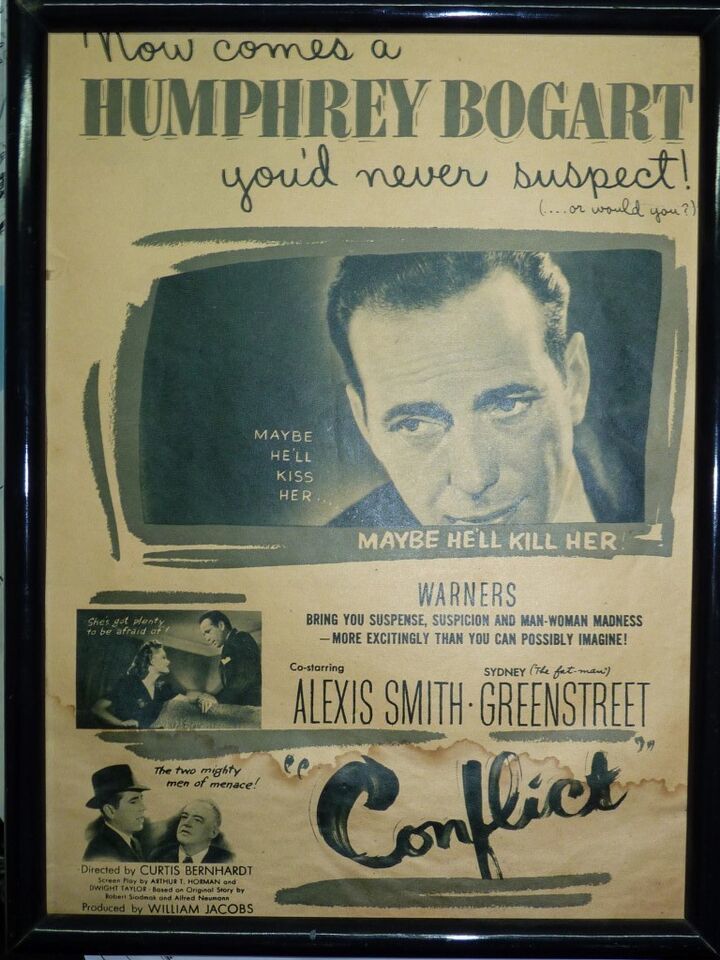 Now comes a
HUMPHREY BOGART
you'd never suspect!
(...or would you?)
MAYBE
HE'LL
KISS
HER...
MAYBE HE'LL KILL HER!
WARNERS
BRING YOU SUSPENSE, SUSPICION AND MAN-WOMAN MADNESS
—MORE EXCITINGLY THAN YOU CAN POSSIBLY IMAGINE!
She's got plenty
to be afraid of!
Co-starring
SYDNEY (The fat-man)
ALEXIS SMITH · GREENSTREET
"Conflict"
The two mighty
men of menace!
Directed by CURTIS BERNHARDT
Screen Play by ARTHUR T. HORMAN and
DWIGHT TAYLOR · Based on Original Story by
Robert Siodmak and Alfred Neumann
Produced by WILLIAM JACOBS